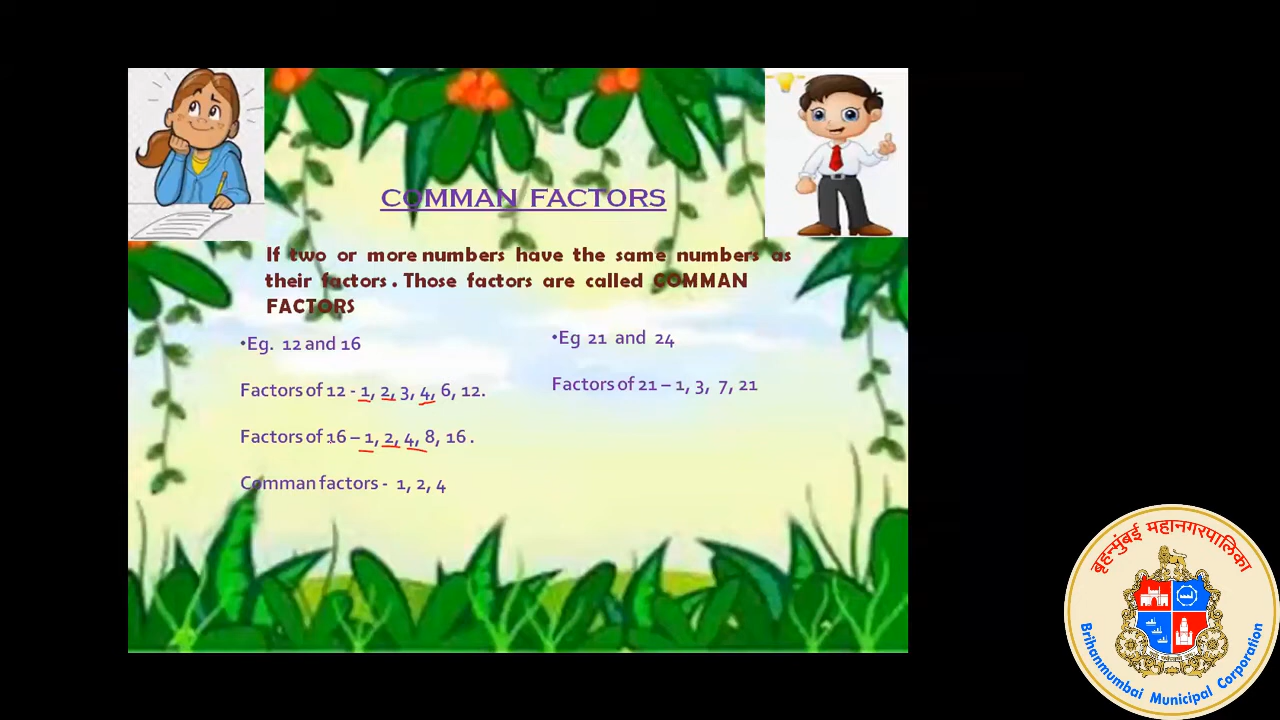 COMMAN FACTORS
If two or more numbers have the same numbers as
their factors . Those factors are called COMMAN
FACTORS
•Eg. 12 and 16
Factors of 12 - 1, 2, 3, 4, 6, 12.
Factors of 16 – 1, 2, 4, 8, 16 .
Comman factors - 1, 2, 4
•Eg 21 and 24
Factors of 21 – 1, 3, 7, 21
बृहन्मुंबई महानगरपालिका
Brihanmumbai Municipal Corporation